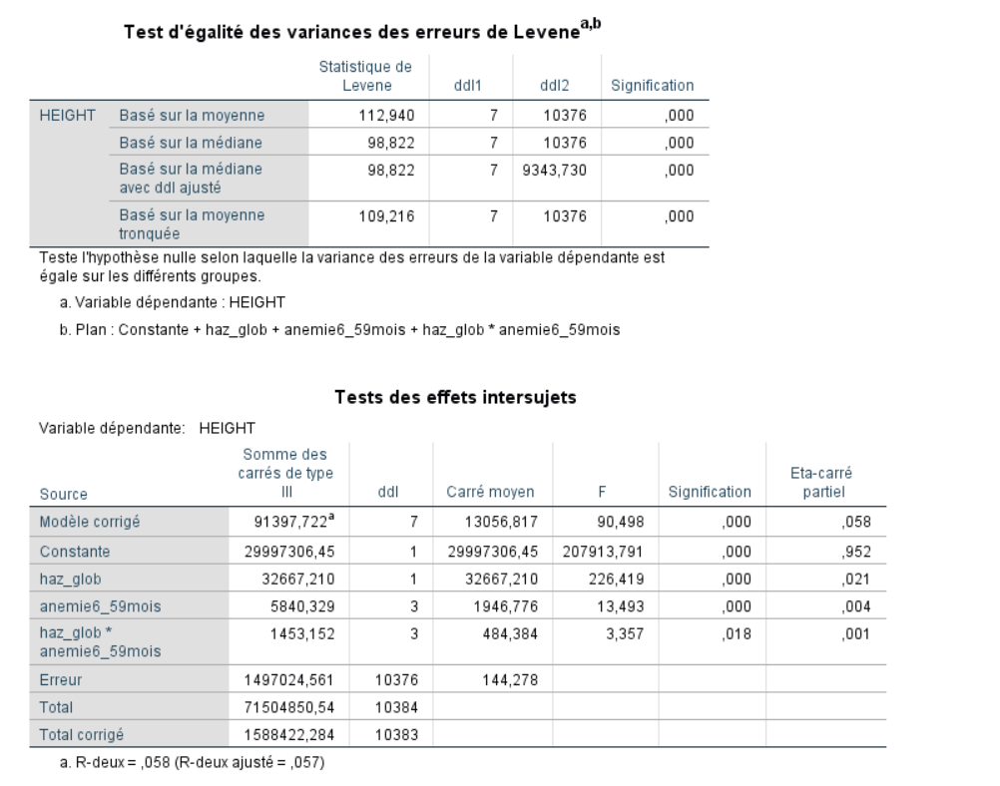 Test d'égalité des variances des erreurs de Levene a,b
Statistique de Levene ddl1 ddl2 Signification
HEIGHT Basé sur la moyenne 112,940 7 10376 ,000
Basé sur la médiane 98,822 7 10376 ,000
Basé sur la médiane avec ddl ajusté 98,822 7 9343,730 ,000
Basé sur la moyenne tronquée 109,216 7 10376 ,000
Teste l'hypothèse nulle selon laquelle la variance des erreurs de la variable dépendante est
égale sur les différents groupes.
a. Variable dépendante : HEIGHT
b. Plan : Constante + haz_glob + anemie6_59mois + haz_glob * anemie6_59mois
Tests des effets intersujets
Variable dépendante: HEIGHT
Source Somme des carrés de type III ddl Carré moyen F Signification Eta-carré partiel
Modèle corrigé 91397,722a 7 13056,817 90,498 ,000 ,058
Constante 29997306,45 1 29997306,45 207913,791 ,000 ,952
haz_glob 32667,210 1 32667,210 226,419 ,000 ,021
anemie6_59mois 5840,329 3 1946,776 13,493 ,000 ,004
haz_glob * anemie6_59mois 1453,152 3 484,384 3,357 ,018 ,001
Erreur 1497024,561 10376 144,278
Total 71504850,54 10384
Total corrigé 1588422,284 10383
a. R-deux = ,058 (R-deux ajusté = ,057)